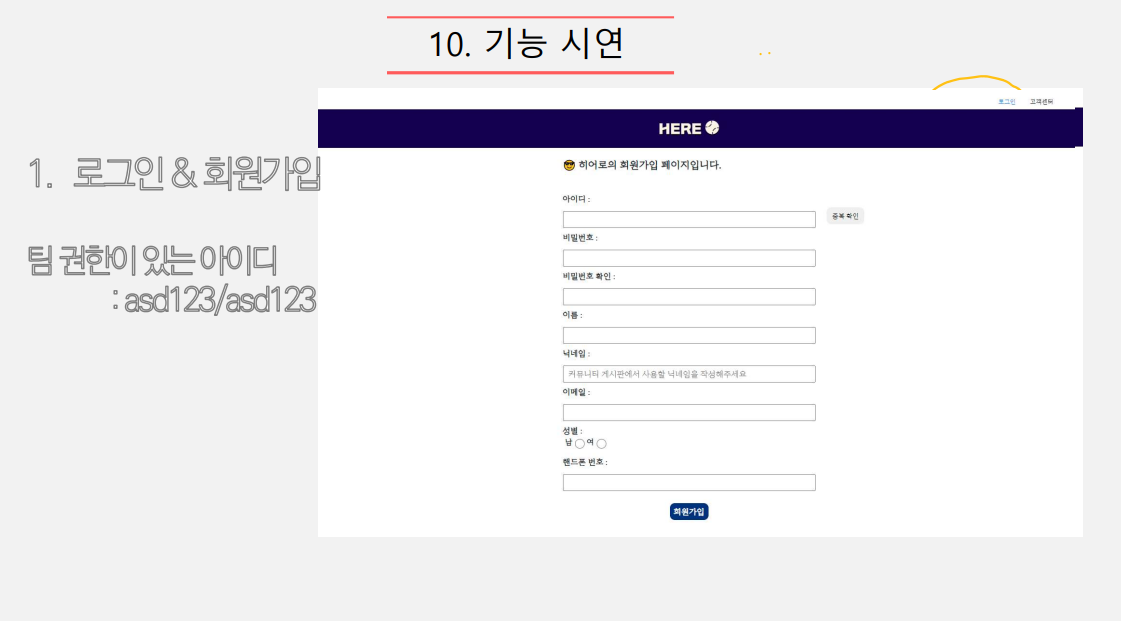 10. 기능 시연
로그인 고객센터
HERE
1. 로그인 & 회원가입
팀 권한이 있는 아이디
: asd123/asd123
😎 히어로의 회원가입 페이지입니다.
아이디 :
중복 확인
비밀번호 :
비밀번호 확인 :
이름 :
닉네임 :
커뮤니티 게시판에서 사용할 닉네임을 작성해주세요
이메일 :
성별 :
남 여
핸드폰 번호 :
회원가입